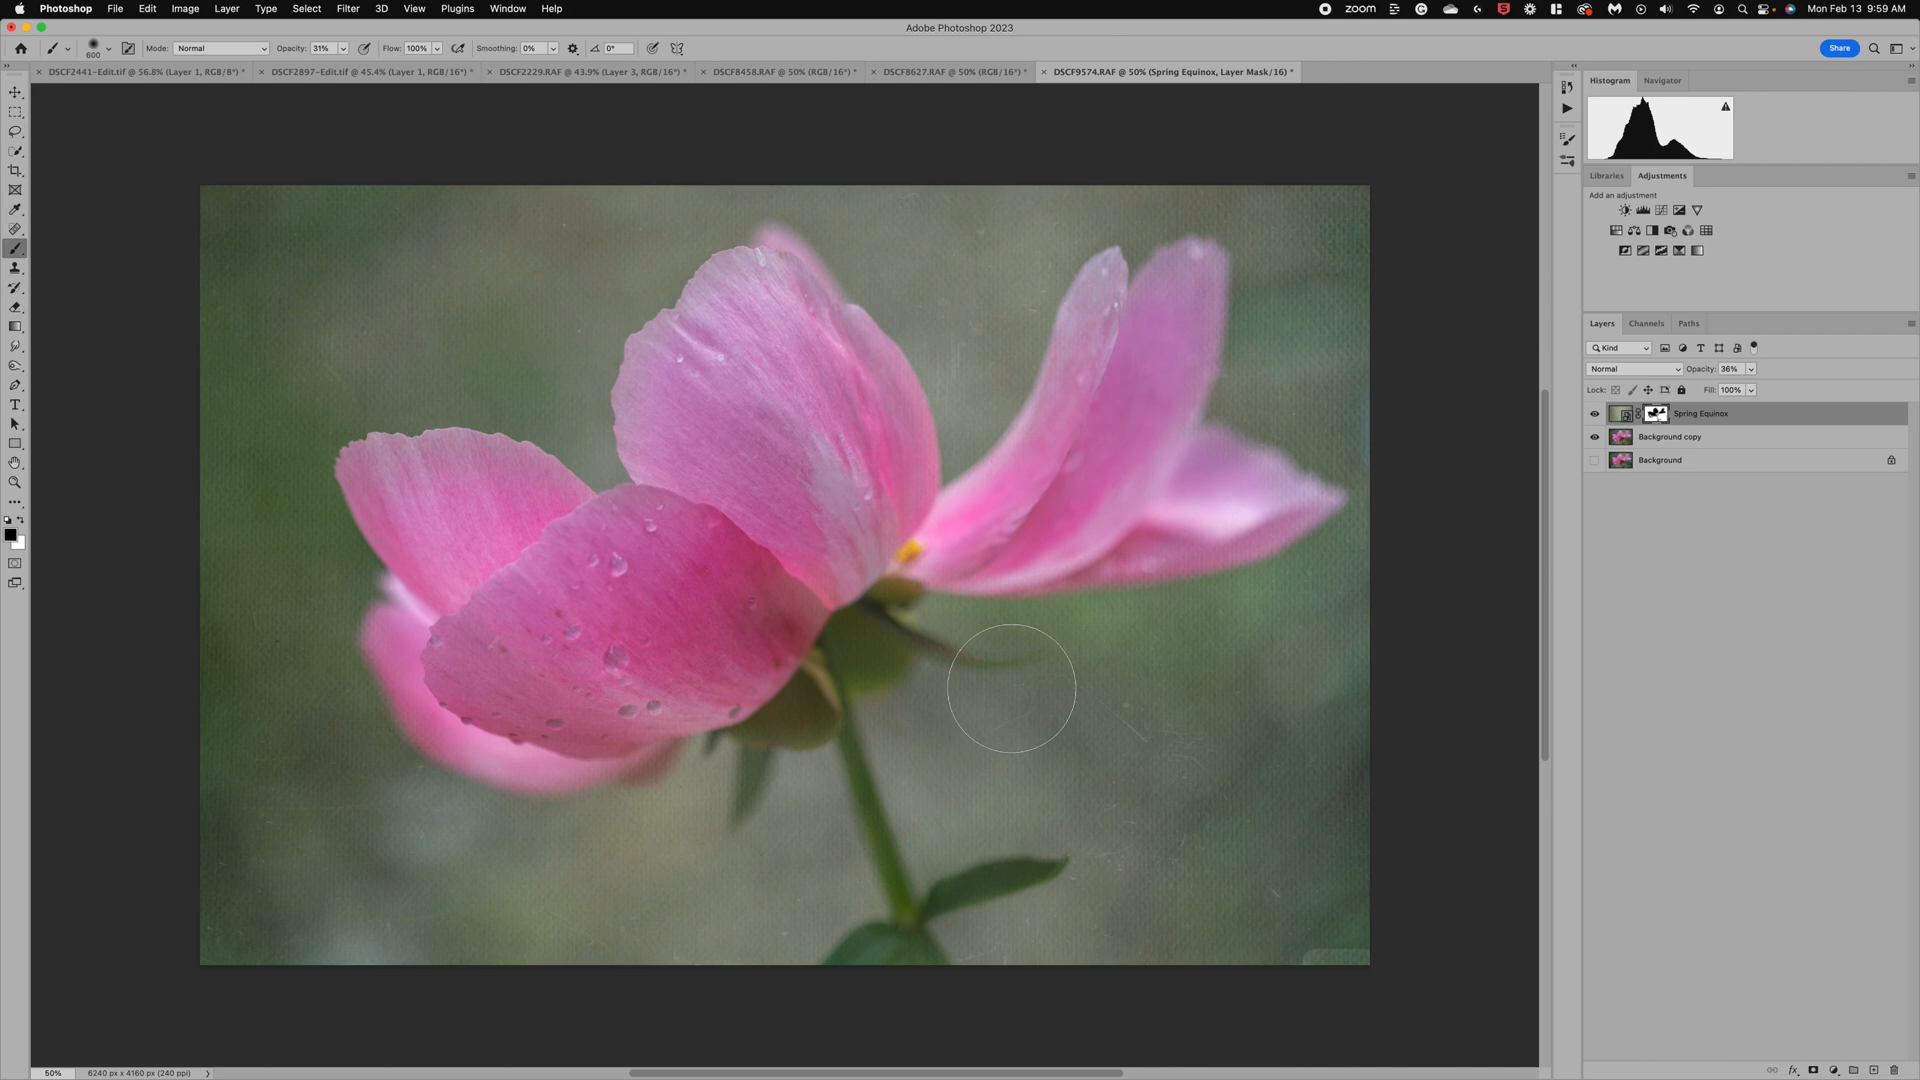 Photoshop File Edit Image Layer Type Select Filter 3D View Plugins Window Help zoom Mon Feb 13 9:59 AM
Adobe Photoshop 2023
600 Mode: Normal Opacity: 31% Flow: 100% Smoothing: 0% 0° Share
× DSCF2441-Edit.tif @ 56.8% (Layer 1, RGB/8*) * × DSCF2897-Edit.tif @ 45.4% (Layer 1, RGB/16*) * × DSCF2229.RAF @ 43.9% (Layer 3, RGB/16*) * × DSCF8458.RAF @ 50% (RGB/16*) * × DSCF8627.RAF @ 50% (RGB/16*) * × DSCF9574.RAF @ 50% (Spring Equinox, Layer Mask/16) *
Histogram Navigator
Libraries Adjustments
Add an adjustment
Layers Channels Paths
Kind
Normal Opacity: 36%
Lock: Fill: 100%
Spring Equinox
Background copy
Background
50% 6240 px x 4160 px (240 ppi)